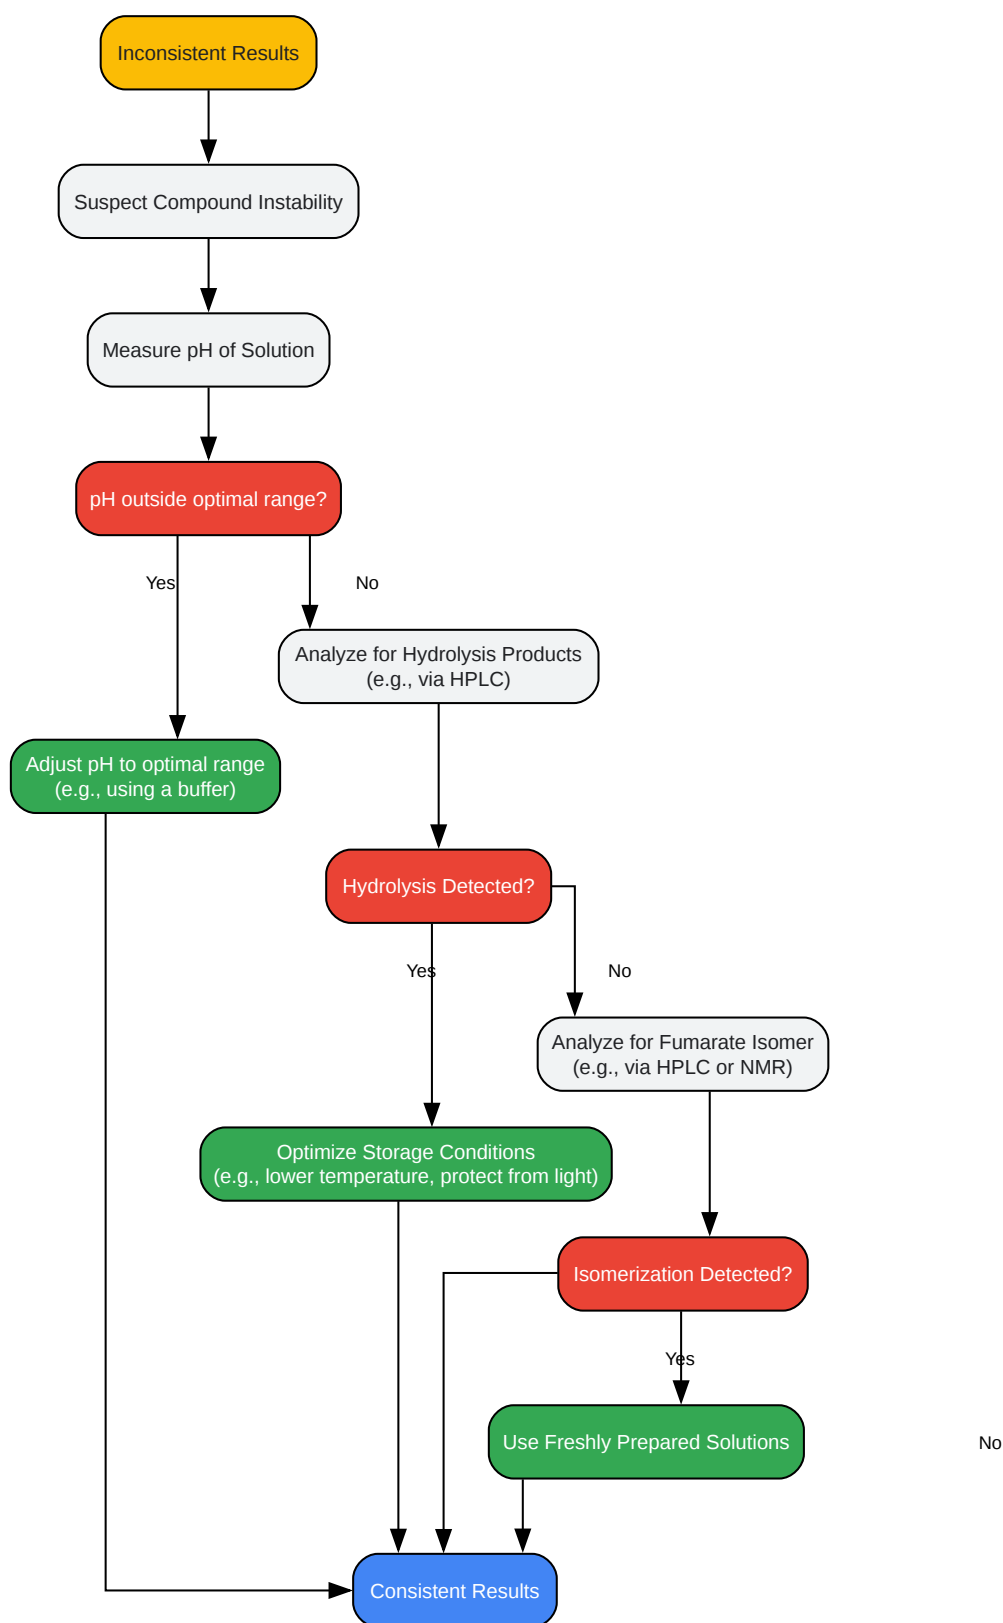 Inconsistent Results
Suspect Compound Instability
Measure pH of Solution
pH outside optimal range?
Yes
No
Analyze for Hydrolysis Products
(e.g., via HPLC)
Adjust pH to optimal range
(e.g., using a buffer)
Hydrolysis Detected?
Yes
No
Analyze for Fumarate Isomer
(e.g., via HPLC or NMR)
Optimize Storage Conditions
(e.g., lower temperature, protect from light)
Isomerization Detected?
Yes
Use Freshly Prepared Solutions
No
Consistent Results